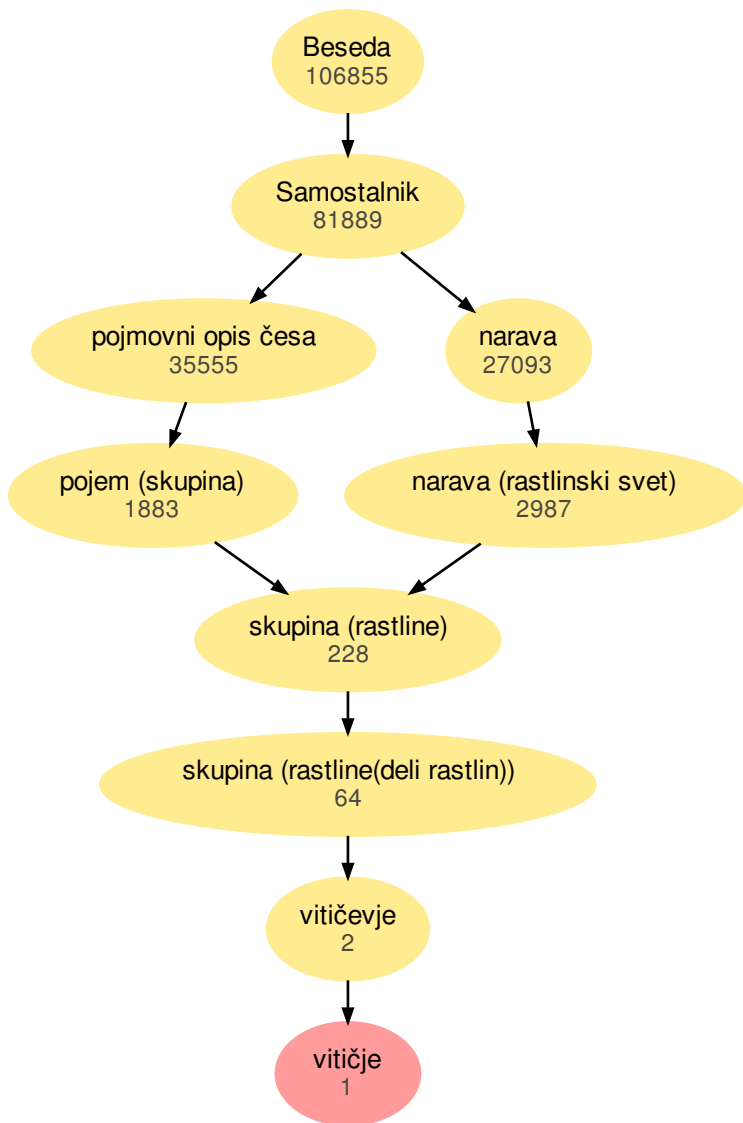 Beseda
106855
Samostalnik
81889
pojmovni opis česa
35555
narava
27093
pojem (skupina)
1883
narava (rastlinski svet)
2987
skupina (rastline)
228
skupina (rastline(deli rastlin))
64
vitičevje
2
vitičje
1